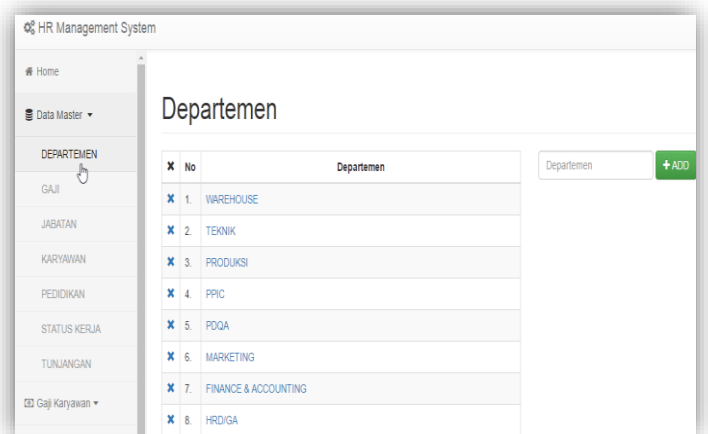 HR Management System
Home
Data Master
DEPARTEMEN
GAJI
JABATAN
KARYAWAN
PEDIDIKAN
STATUS KERJA
TUNJANGAN
Gaji Karyawan
Departemen
No Departemen
1. WAREHOUSE
2. TEKNIK
3. PRODUKSI
4. PPIC
5. PDQA
6. MARKETING
7. FINANCE & ACCOUNTING
8. HRD/GA
Departemen
+ ADD